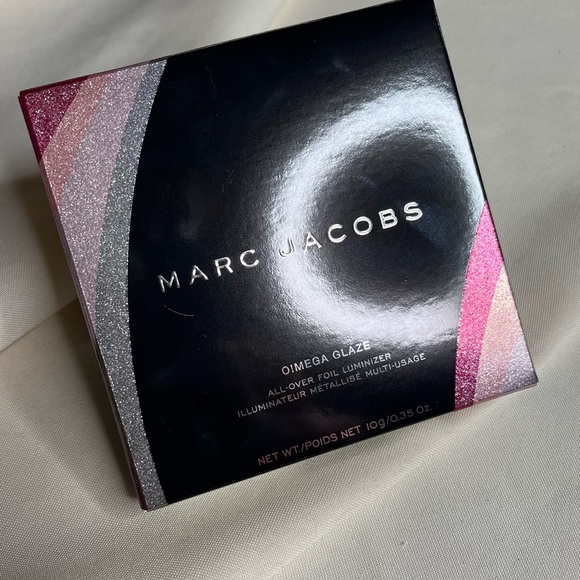 MARC JACOBS
O!MEGA GLAZE
ALL-OVER FOIL LUMINIZER
ILLUMINATEUR MÉTALLISÉ MULTI-USAGE
NET WT./POIDS NET 10g/0.35 OZ.